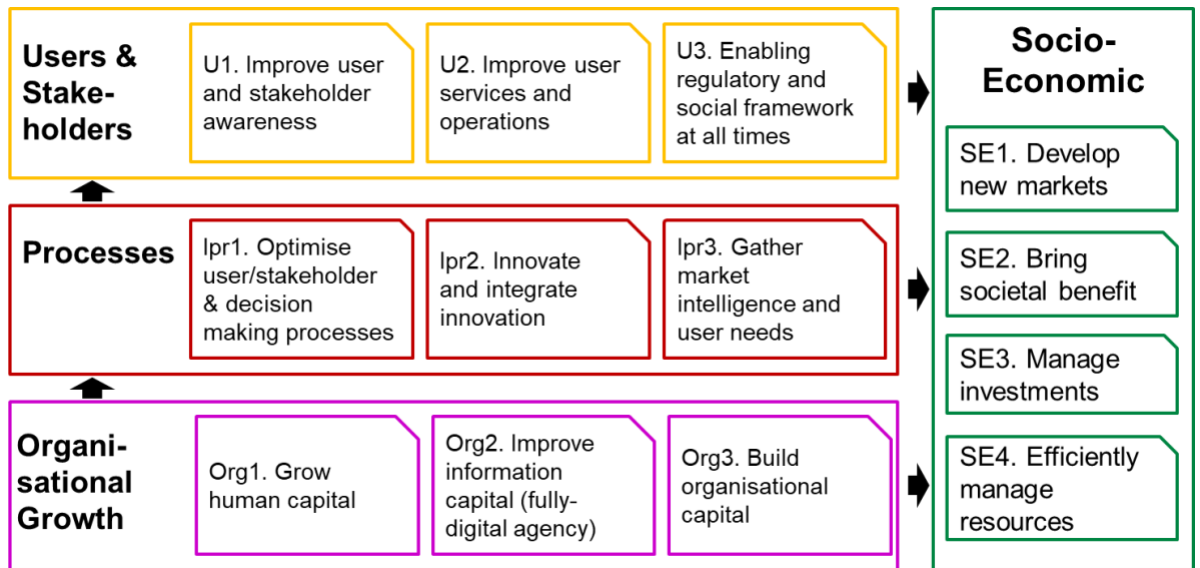 Users &
Stake-
holders
U1. Improve user
and stakeholder
awareness
U2. Improve user
services and
operations
U3. Enabling
regulatory and
social framework
at all times
Processes
Ipr1. Optimise
user/stakeholder
& decision
making processes
Ipr2. Innovate
and integrate
innovation
Ipr3. Gather
market
intelligence and
user needs
Organi-
sational
Growth
Org1. Grow
human capital
Org2. Improve
information
capital (fully-
digital agency)
Org3. Build
organisational
capital
Socio-
Economic
SE1. Develop
new markets
SE2. Bring
societal benefit
SE3. Manage
investments
SE4. Efficiently
manage
resources